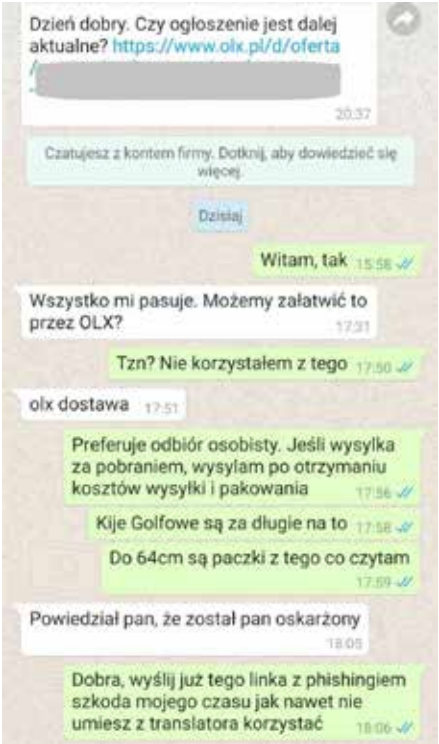 Dzień dobry. Czy ogłoszenie jest dalej
aktualne? https://www.olx.pl/d/oferta
20:37
Czatujesz z kontem firmy. Dotknij, aby dowiedzieć się
więcej.
Dzisiaj
Witam, tak 15:58
Wszystko mi pasuje. Możemy załatwić to
przez OLX?
17:31
Tzn? Nie korzystałem z tego 17:50
olx dostawa 17:51
Preferuje odbiór osobisty. Jeśli wysylka
za pobraniem, wysylam po otrzymaniu
kosztów wysyłki i pakowania
17:56
Kije Golfowe są za długie na to 17:58
Do 64cm są paczki z tego co czytam
17:59
Powiedział pan, że został pan oskarżony
18:05
Dobra, wyślij już tego linka z phishingiem
szkoda mojego czasu jak nawet nie
umiesz z translatora korzystać 18:06